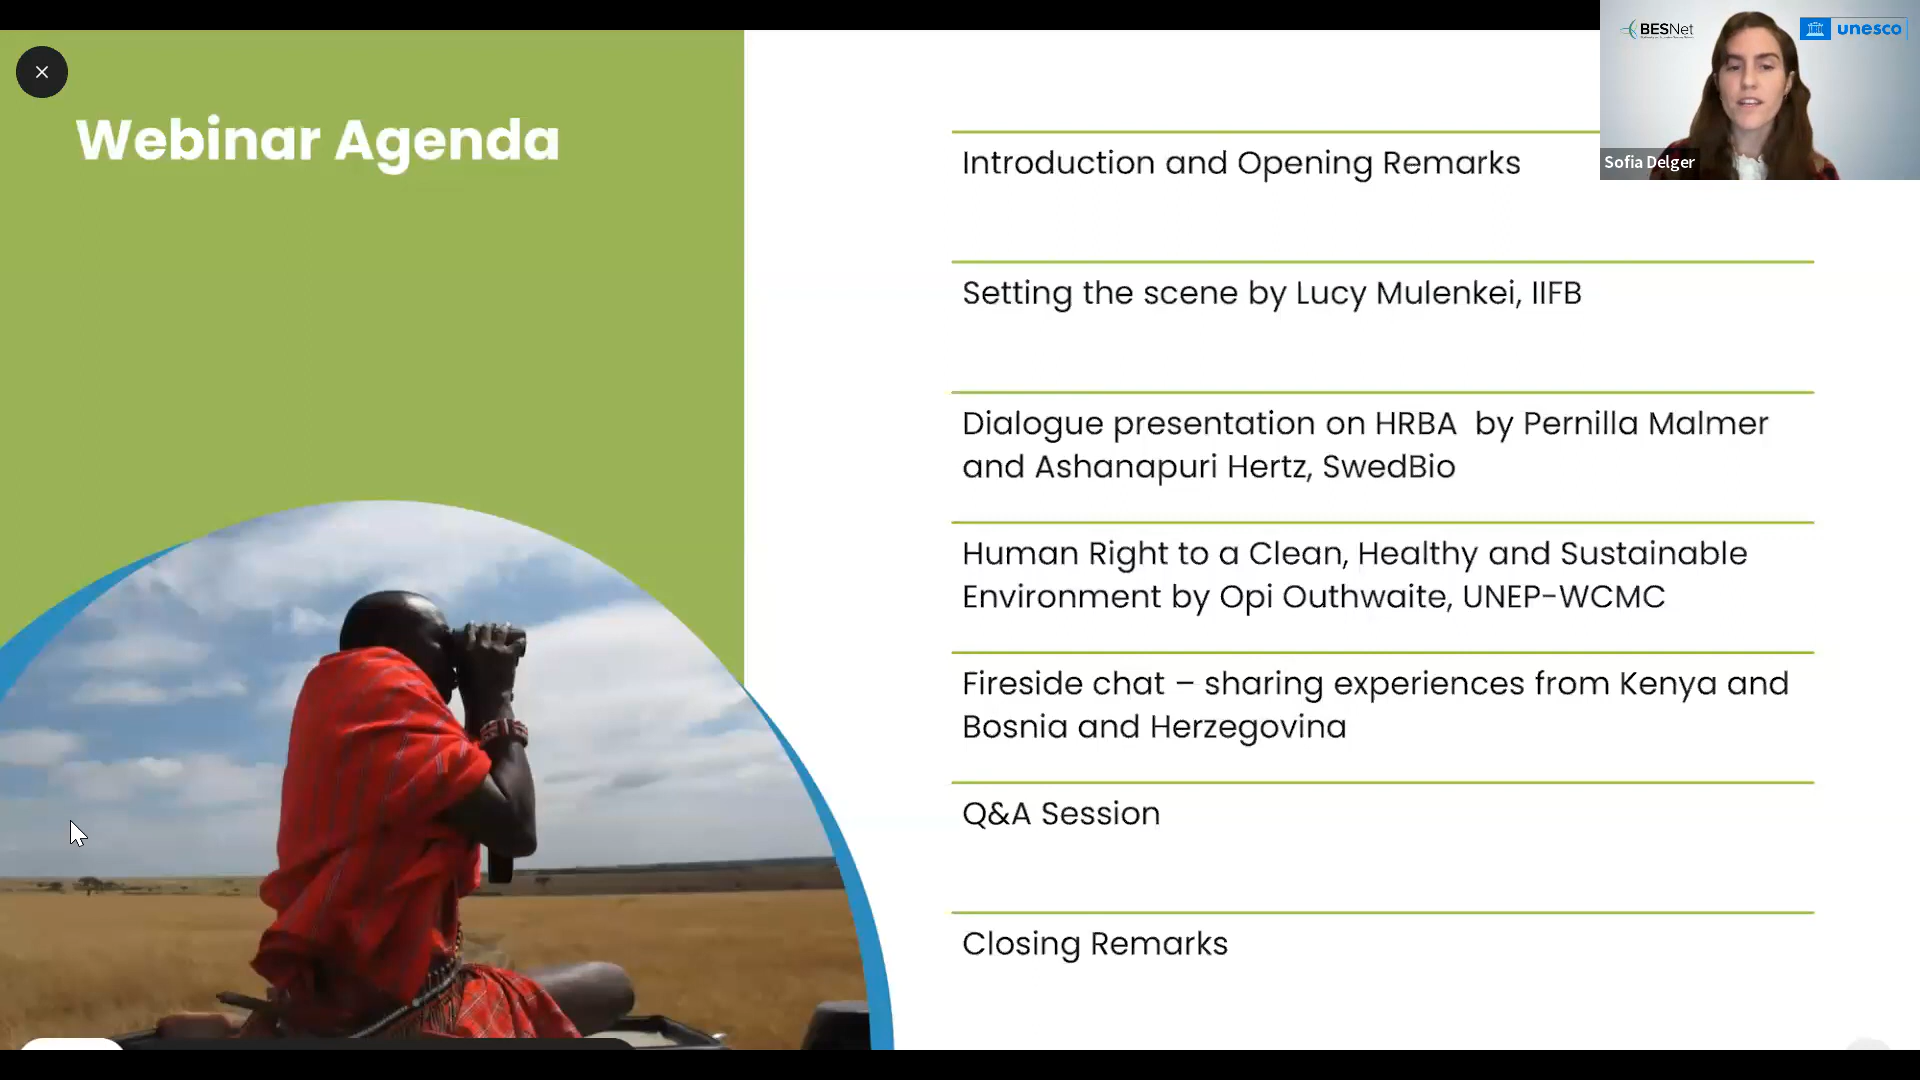 Webinar Agenda
BESNet
unesco
Sofia Delger
Introduction and Opening Remarks
Setting the scene by Lucy Mulenkei, IIFB
Dialogue presentation on HRBA by Pernilla Malmer
and Ashanapuri Hertz, SwedBio
Human Right to a Clean, Healthy and Sustainable
Environment by Opi Outhwaite, UNEP-WCMC
Fireside chat – sharing experiences from Kenya and
Bosnia and Herzegovina
Q&A Session
Closing Remarks